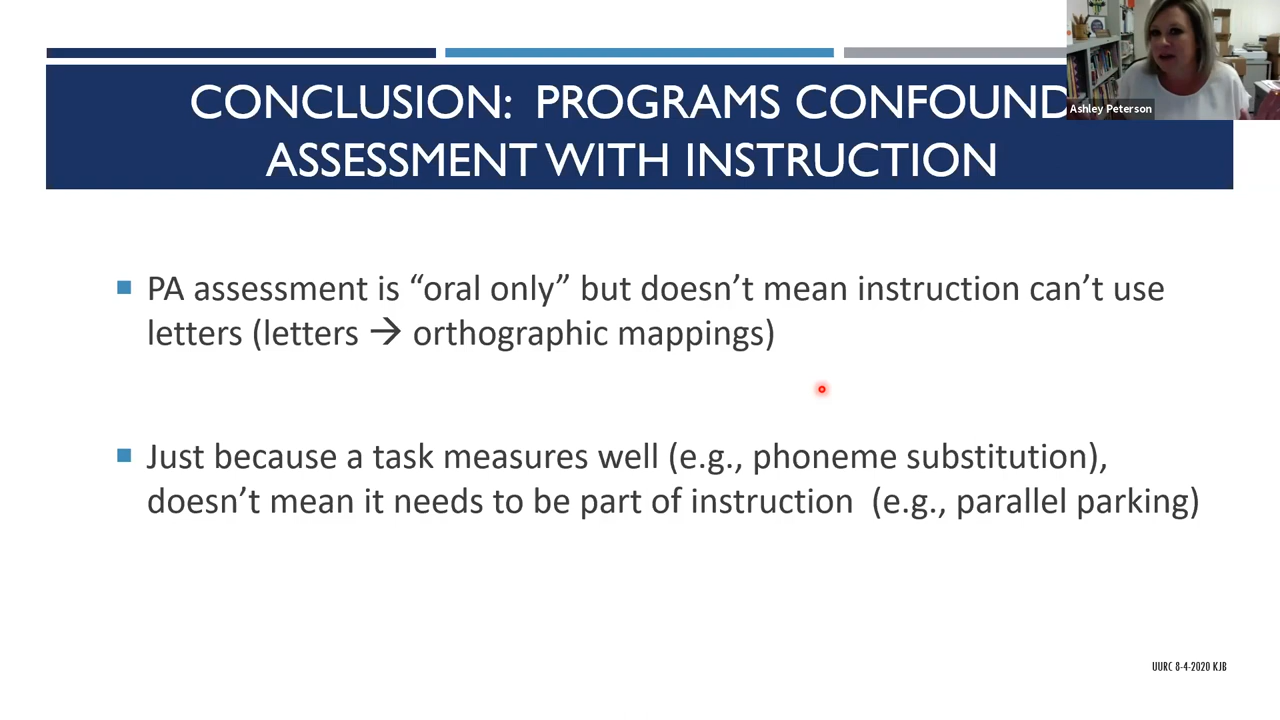 CONCLUSION: PROGRAMS CONFOUND
ASSESSMENT WITH INSTRUCTION
Ashley Peterson
■ PA assessment is “oral only” but doesn’t mean instruction can’t use
letters (letters → orthographic mappings)
■ Just because a task measures well (e.g., phoneme substitution),
doesn’t mean it needs to be part of instruction (e.g., parallel parking)
UURC 8-4-2020 KJB